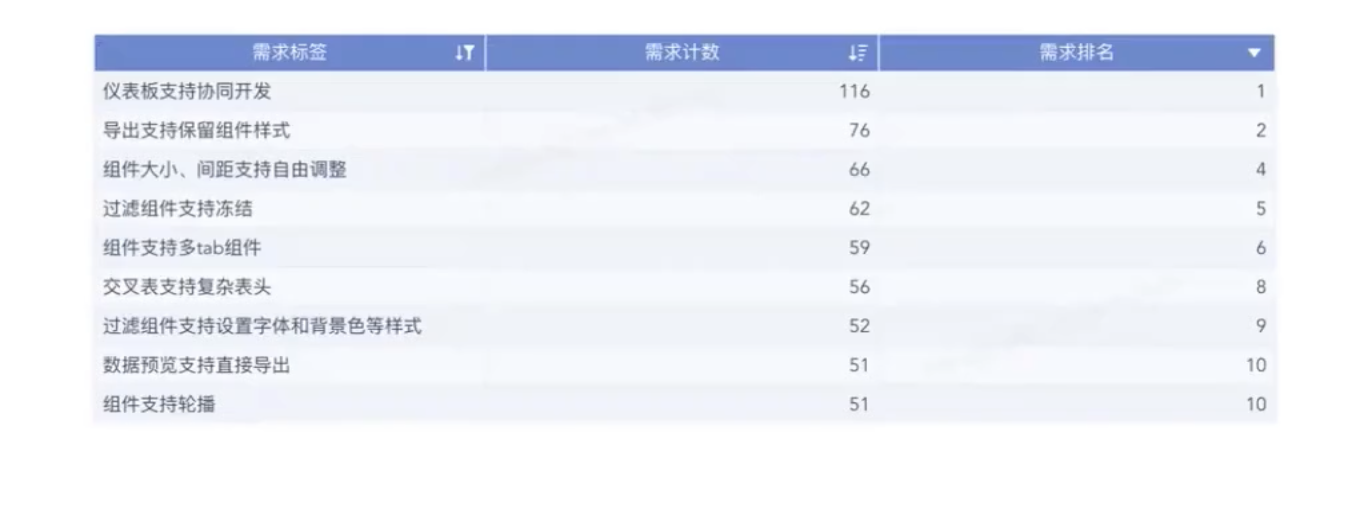 需求标签 需求计数 需求排名
仪表板支持协同开发 116 1
导出支持保留组件样式 76 2
组件大小、间距支持自由调整 66 4
过滤组件支持冻结 62 5
组件支持多tab组件 59 6
交叉表支持复杂表头 56 8
过滤组件支持设置字体和背景色等样式 52 9
数据预览支持直接导出 51 10
组件支持轮播 51 10